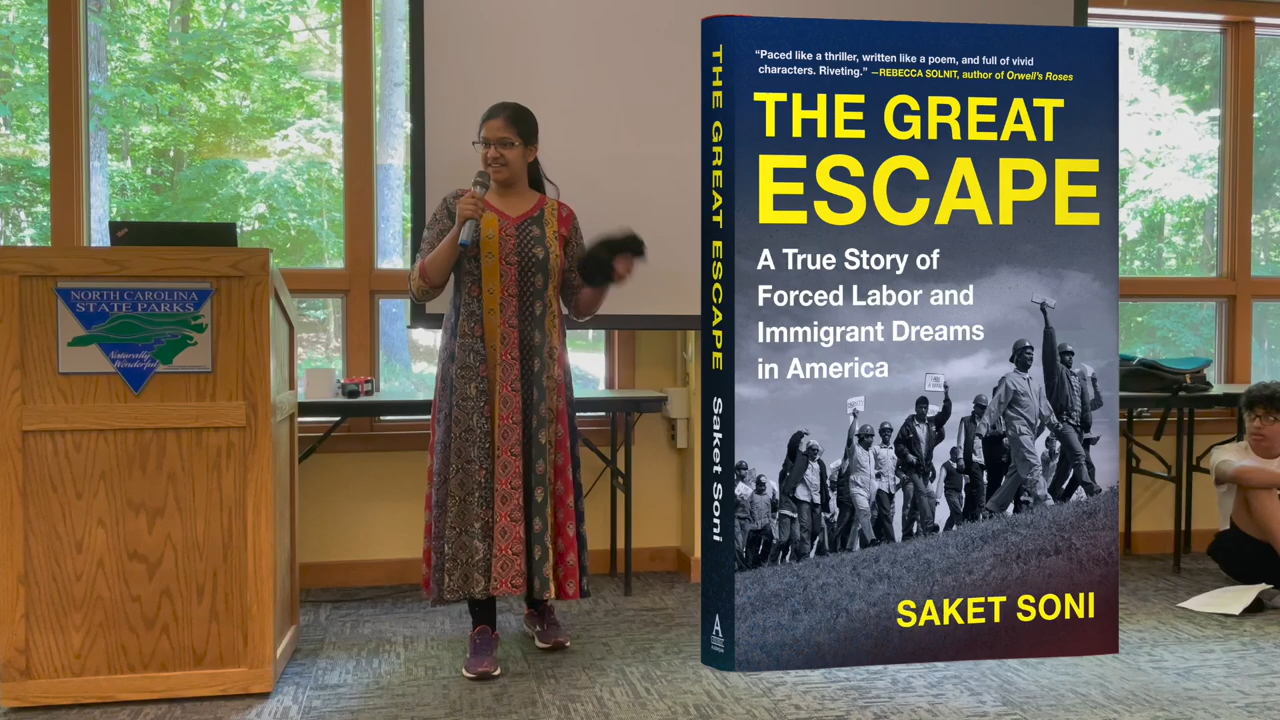 NORTH CAROLINA
STATE PARKS
Naturally
Wonderful
THE GREAT ESCAPE Saket Soni
A
“Paced like a thriller, written like a poem, and full of vivid
characters. Riveting.” —REBECCA SOLNIT, author of Orwell's Roses
THE GREAT
ESCAPE
A True Story of
Forced Labor and
Immigrant Dreams
in America
SAKET SONI